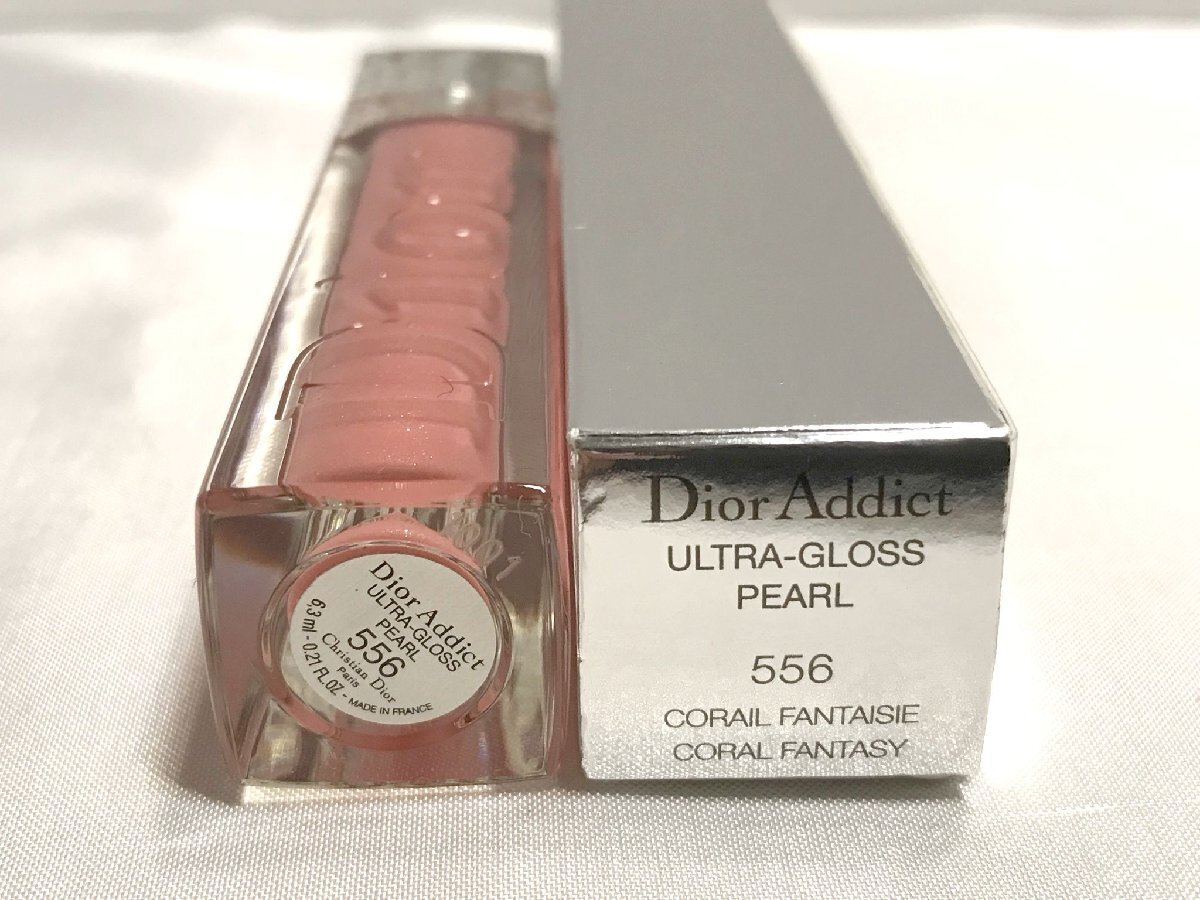 Dior Addict
ULTRA-GLOSS
PEARL
556
Christian Dior
Paris
6,3 ml - 0.21 FL.OZ - MADE IN FRANCE
Dior Addict
ULTRA-GLOSS
PEARL
556
CORAIL FANTAISIE
CORAL FANTASY